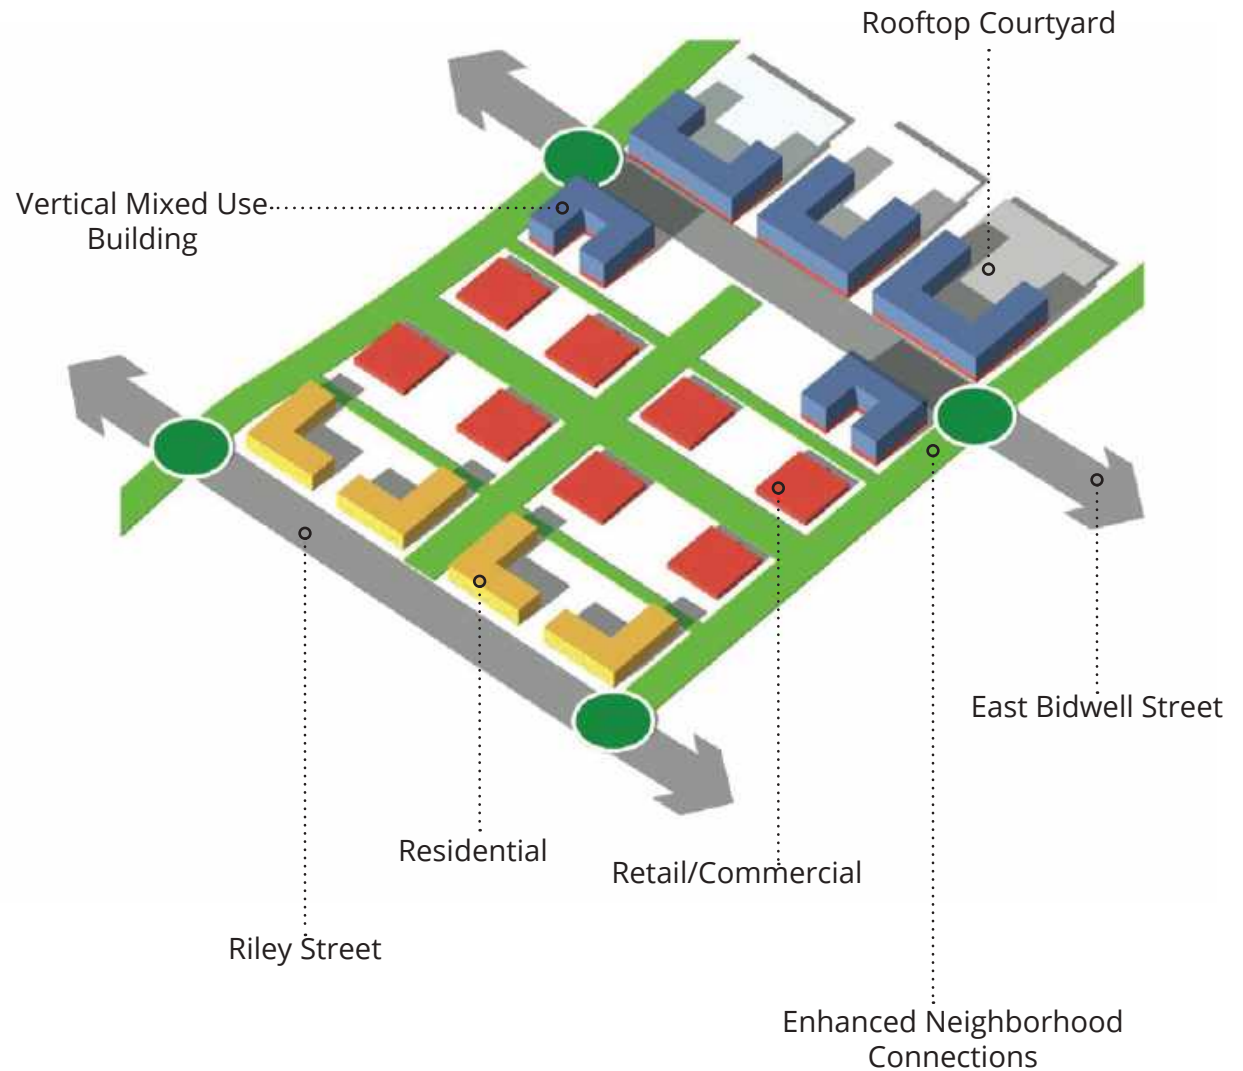 Rooftop Courtyard
Vertical Mixed Use
Building
East Bidwell Street
Residential
Retail/Commercial
Riley Street
Enhanced Neighborhood
Connections